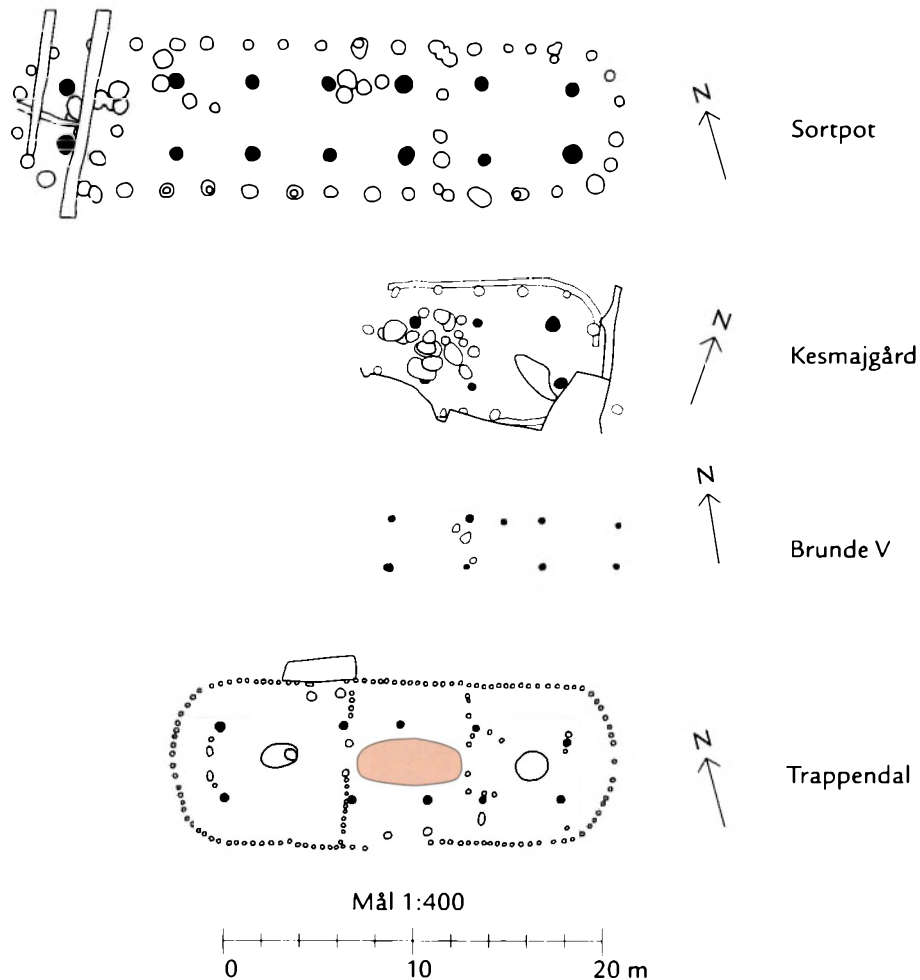 N
Sortpot
N
Kesmajgård
N
Brunde V
N
Trappendal
Mål 1:400
0 10 20 m